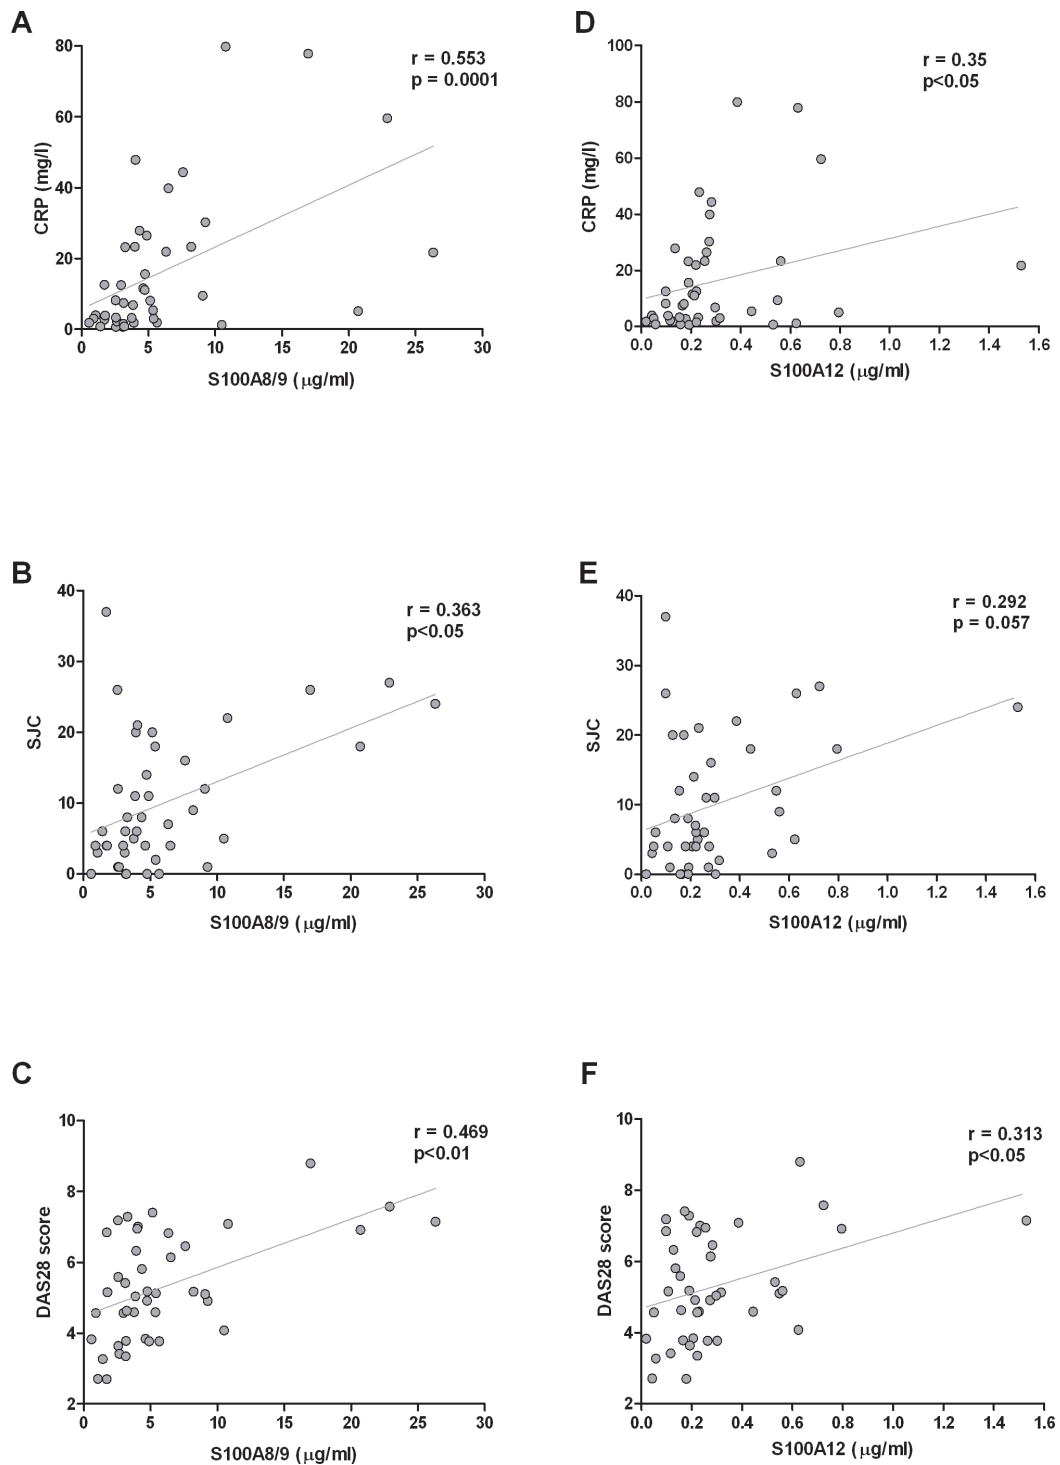 A
r = 0.553
p = 0.0001
CRP (mg/l)
80
60
40
20
0
0 5 10 15 20 25 30
S100A8/9 (μg/ml)
D
r = 0.35
p<0.05
CRP (mg/l)
100
80
60
40
20
0
0.0 0.2 0.4 0.6 0.8 1.0 1.2 1.4 1.6
S100A12 (μg/ml)
B
r = 0.363
p<0.05
SJC
40
30
20
10
0
0 5 10 15 20 25 30
S100A8/9 (μg/ml)
E
r = 0.292
p = 0.057
SJC
40
30
20
10
0
0.0 0.2 0.4 0.6 0.8 1.0 1.2 1.4 1.6
S100A12 (μg/ml)
C
r = 0.469
p<0.01
DAS28 score
10
8
6
4
2
0 5 10 15 20 25 30
S100A8/9 (μg/ml)
F
r = 0.313
p<0.05
DAS28 score
10
8
6
4
2
0.0 0.2 0.4 0.6 0.8 1.0 1.2 1.4 1.6
S100A12 (μg/ml)